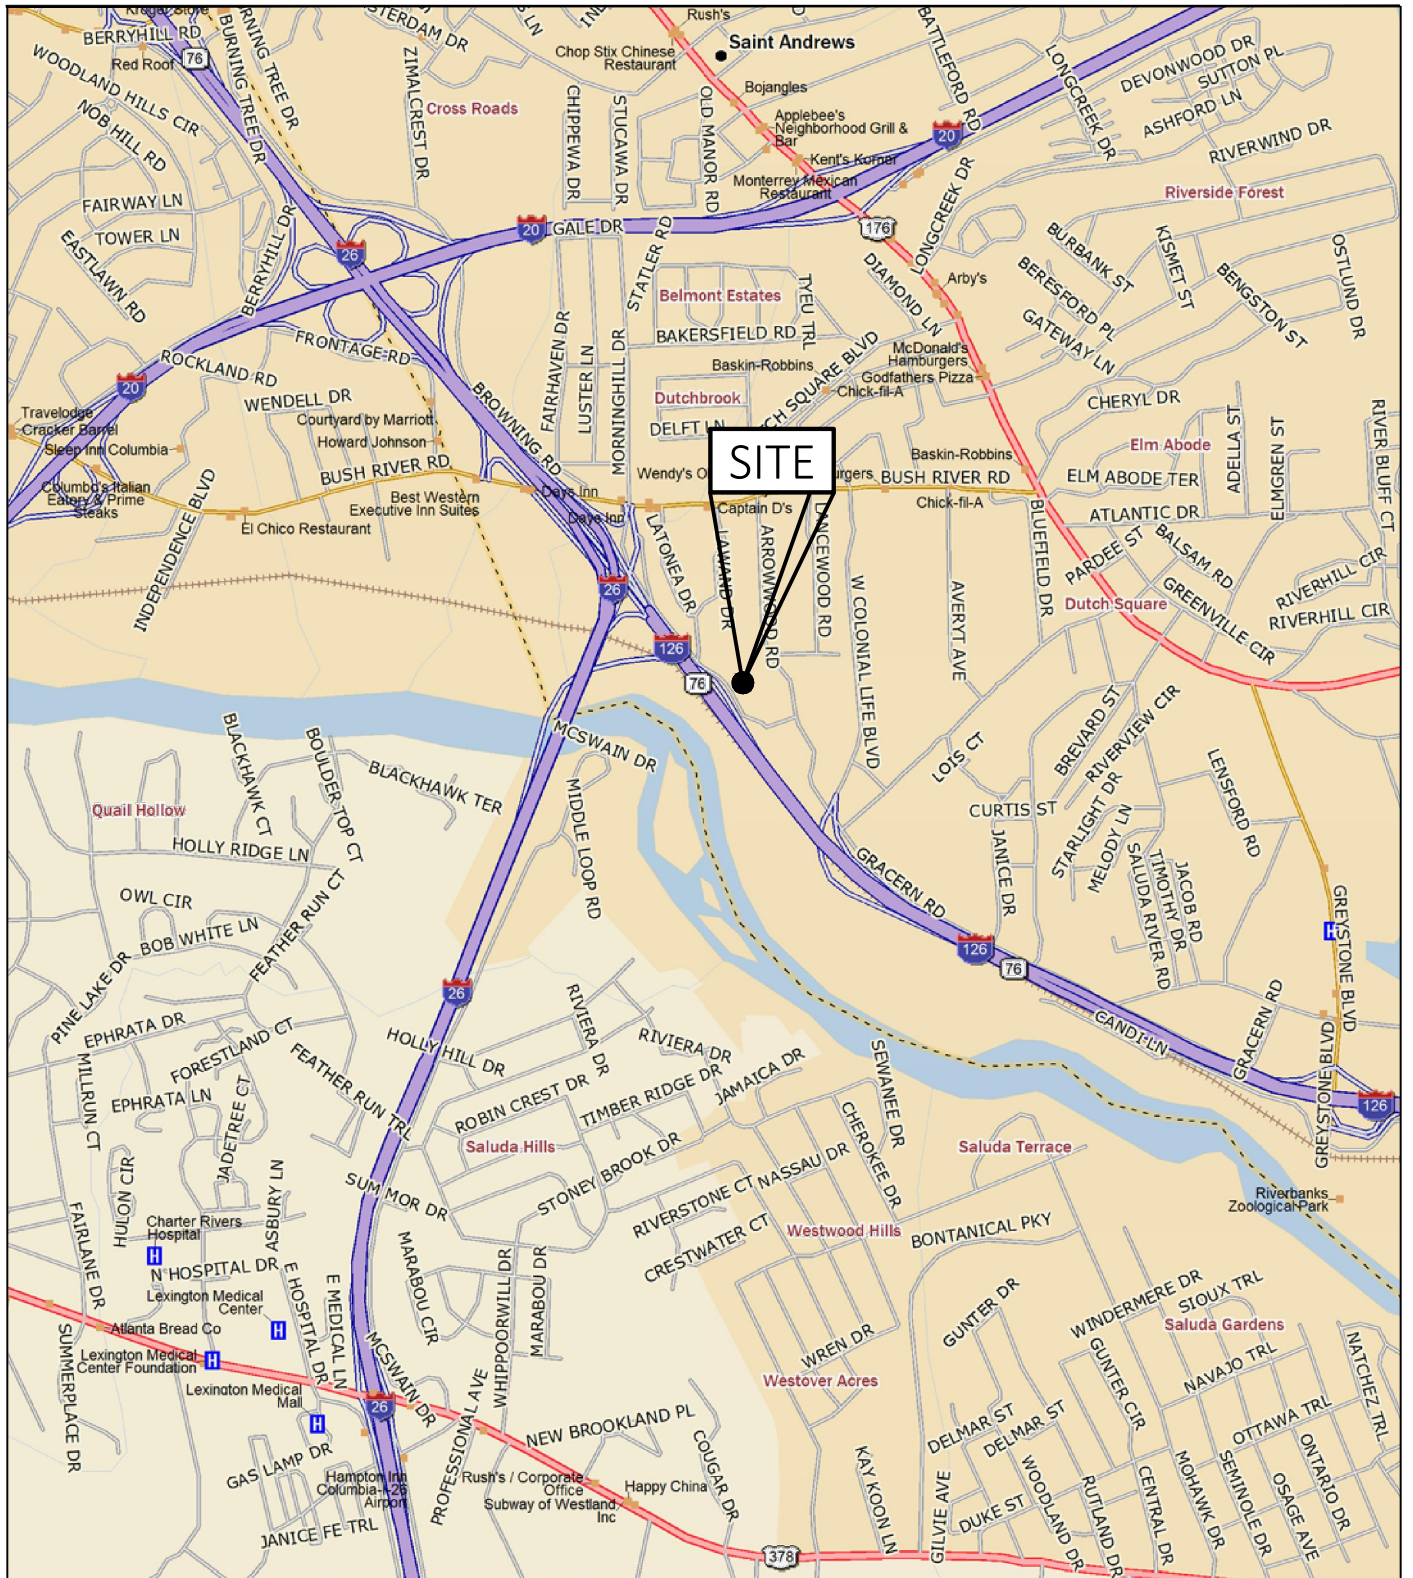 Kroger Store
BERRYHILL RD
Red Roof
76
WOODLAND HILLS CIR
NOB HILL RD
BURNING TREE DR
FAIRWAY LN
TOWER LN
EASTLAWN RD
BERRYHILL DR
ZIMALCREST DR
Cross Roads
CHIPPEWA DR
STUCAWA DR
OLD MANOR RD
Rush's
Chop Stix Chinese
Restaurant
Saint Andrews
Bojangles
Applebee's
Neighborhood Grill &
Bar
Kent's Korner
Monterrey Mexican
Restaurant
BATTLEFORD RD
LONGCREEK DR
DEVONWOOD DR
SUTTON PL
ASHFORD LN
RIVERWIND DR
20
Riverside Forest
LONGCREEK DR
176
26
20
GALE DR
STATLER RD
Belmont Estates
BAKERSFIELD RD
TYEU TRL
DIAMOND LN
Arby's
BURBANK ST
BERESFORD PL
GATEWAY LN
KISMET ST
BENGSTON ST
OSTLUND DR
20
ROCKLAND RD
FRONTAGE RD
WENDELL DR
BROWNING RD
FAIRHAVEN DR
LUSTER LN
MORNINGHILL DR
Baskin-Robbins
Dutchbrook
DELFT LN
Chick-fil-A
McDonald's
Hamburgers
Godfathers Pizza
CHERYL DR
Elm Abode
ELM ABODE TER
ADELLA ST
ELMGREN ST
RIVER BLUFF CT
Travelodge
Cracker Barrel
Sleep Inn Columbia
Columbo's Italian
Eatery & Prime
Steaks
Courtyard by Marriott
Howard Johnson
BUSH RIVER RD
Best Western
Executive Inn Suites
El Chico Restaurant
INDEPENDENCE BLVD
Days Inn
Days Inn
SITE
Captain D's
Baskin-Robbins
BUSH RIVER RD
Chick-fil-A
ATLANTIC DR
PARDEE ST
BALSAM RD
GREENVILLE CIR
RIVERHILL CIR
RIVERHILL CIR
Dutch Square
BLUEFIELD DR
AVERYT AVE
W COLONIAL LIFE BLVD
LANCEWOOD RD
ARROWWOOD RD
LAWAND DR
LATONEA DR
26
126
76
MCSWAIN DR
MIDDLE LOOP RD
BLACKHAWK CT
BOULDER TOP CT
BLACKHAWK TER
Quail Hollow
HOLLY RIDGE LN
OWL CIR
BOB WHITE LN
FEATHER RUN CT
PINE LAKE DR
LOIS CT
BREVARD ST
RIVERVIEW CIR
STARLIGHT DR
MELODY LN
CURTIS ST
JANICE DR
SALUDA RIVER RD
TIMOTHY DR
JACOB RD
LENSFORD RD
GRACERN RD
H
GREYSTONE BLVD
126
76
CANDI LN
GRACERN RD
GREYSTONE BLVD
126
26
EPHRATA DR
MILLRUN CT
FORESTLAND CT
EPHRATA LN
JADETREE CT
FEATHER RUN TRL
HOLLY HILL DR
RIVIERA DR
RIVIERA DR
ROBIN CREST DR
TIMBER RIDGE DR
JAMAICA DR
Saluda Hills
STONEY BROOK DR
SEWANEE DR
CHEROKEE DR
Saluda Terrace
Riverbanks
Zoological Park
NASSAU DR
RIVERSTONE CT
CRESTWATER CT
Westwood Hills
BONTANICAL PKY
SUMMOR DR
HULON CIR
ASBURY LN
FAIRLANE DR
Charter Rivers
Hospital
H
N HOSPITAL DR
Lexington Medical
Center
H
E HOSPITAL DR
E MEDICAL LN
MARABOU CIR
WHIPPOORWILL DR
MARABOU DR
Atlanta Bread Co
Lexington Medical
Center Foundation
H
Lexington Medical
Mall
H
SUMMERPLACE DR
MCSWAIN DR
26
PROFESSIONAL AVE
GAS LAMP DR
JANICE FE TRL
Hampton Inn
Columbia-I-26
Airport
NEW BROOKLAND PL
Rush's / Corporate
Office
Subway of Westland
Inc
Happy China
COUGAR DR
378
WREN DR
Westover Acres
KAY KOON LN
GILVIE AVE
GUNTER DR
WINDERMERE DR
SIOUX TRL
Saluda Gardens
GUNTER CIR
NAVAJO TRL
NATCHEZ TRL
DELMAR ST
DELMAR ST
OTTAWA TRL
DUKE ST
WOODLAND DR
RUTLAND DR
CENTRAL DR
MOHAWK DR
SEMINOLE DR
OSAGE AVE
ONTARIO DR